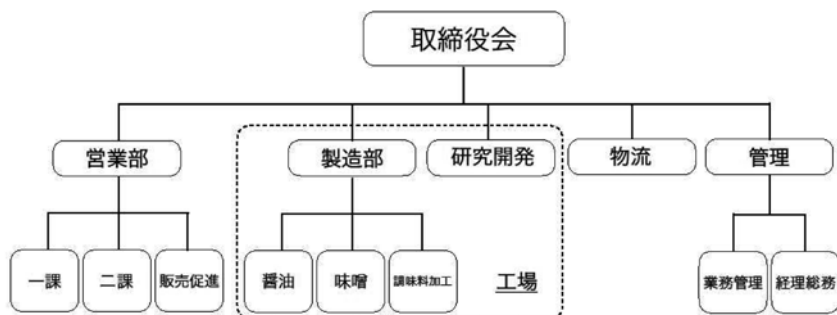 取締役会
営業部
製造部
研究開発
物流
管理
一課
二課
販売促進
醤油
味噌
調味料加工
工場
業務管理
経理総務